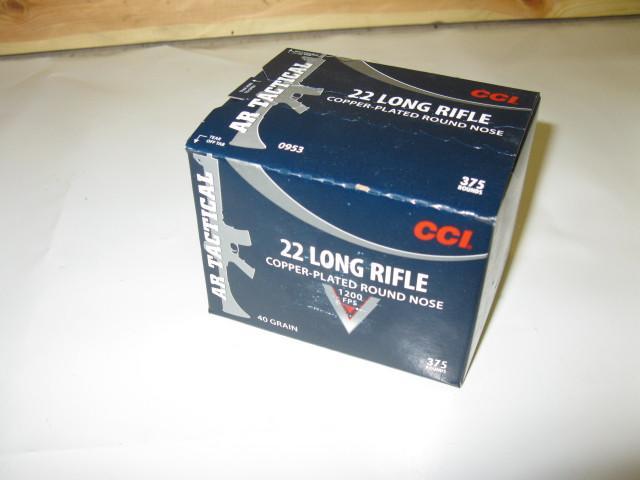 AR TACTICAL
CCI.
22 LONG RIFLE
COPPER-PLATED ROUND NOSE
TEAR
OFF TAB
0953
375
ROUNDS
AR TACTICAL
CCI.
22 LONG RIFLE
COPPER-PLATED ROUND NOSE
1200
FPS
40 GRAIN
375
ROUNDS